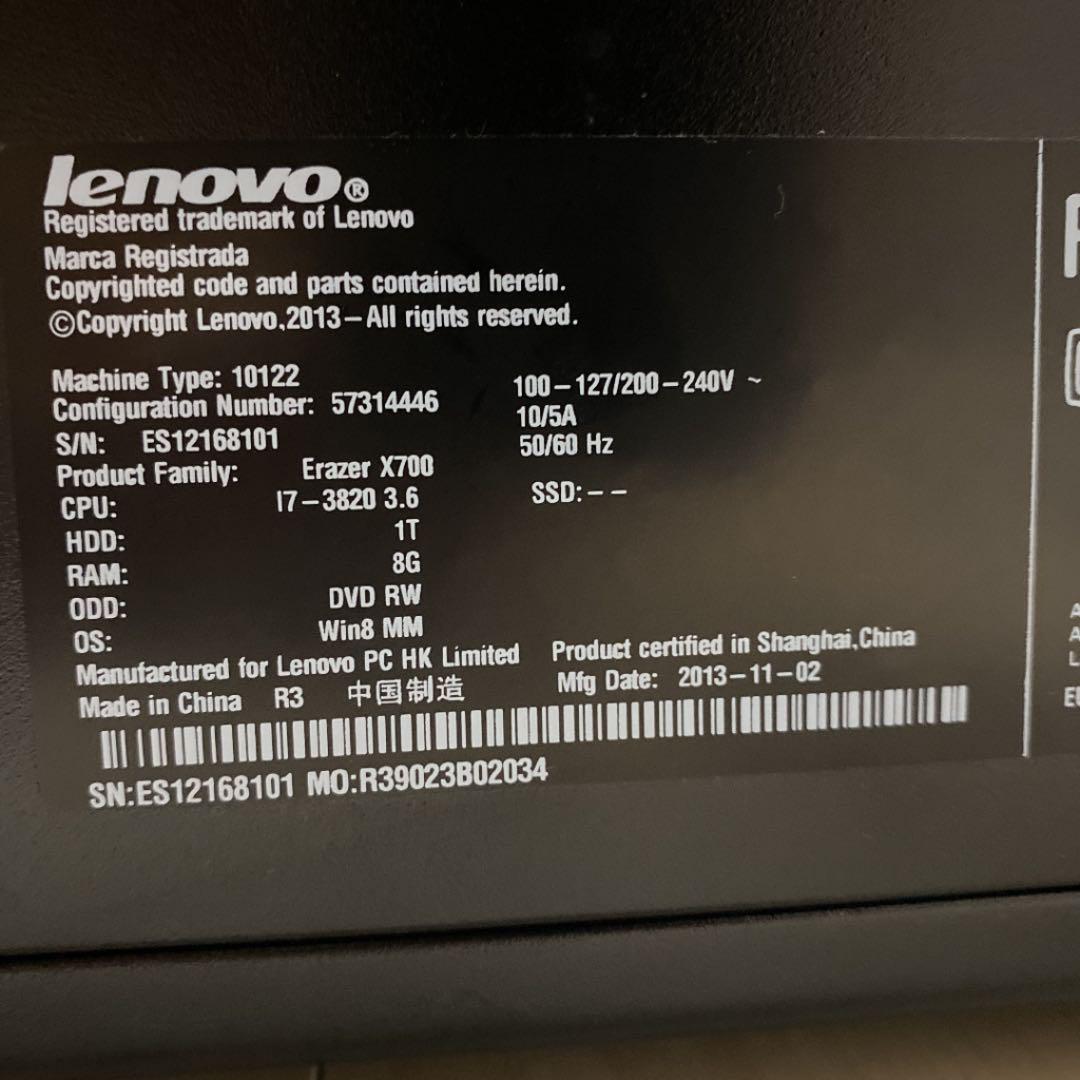 lenovo®
Registered trademark of Lenovo
Marca Registrada
Copyrighted code and parts contained herein.
©Copyright Lenovo,2013–All rights reserved.
Machine Type: 10122
Configuration Number: 57314446
S/N: ES12168101
Product Family: Erazer X700
CPU: I7–3820 3.6
HDD: 1T
RAM: 8G
ODD: DVD RW
OS: Win8 MM
100–127/200–240V ~
10/5A
50/60 Hz
SSD:– –
Manufactured for Lenovo PC HK Limited
Made in China R3 中国制造
Product certified in Shanghai,China
Mfg Date: 2013–11–02
SN:ES12168101 MO:R39023B02034